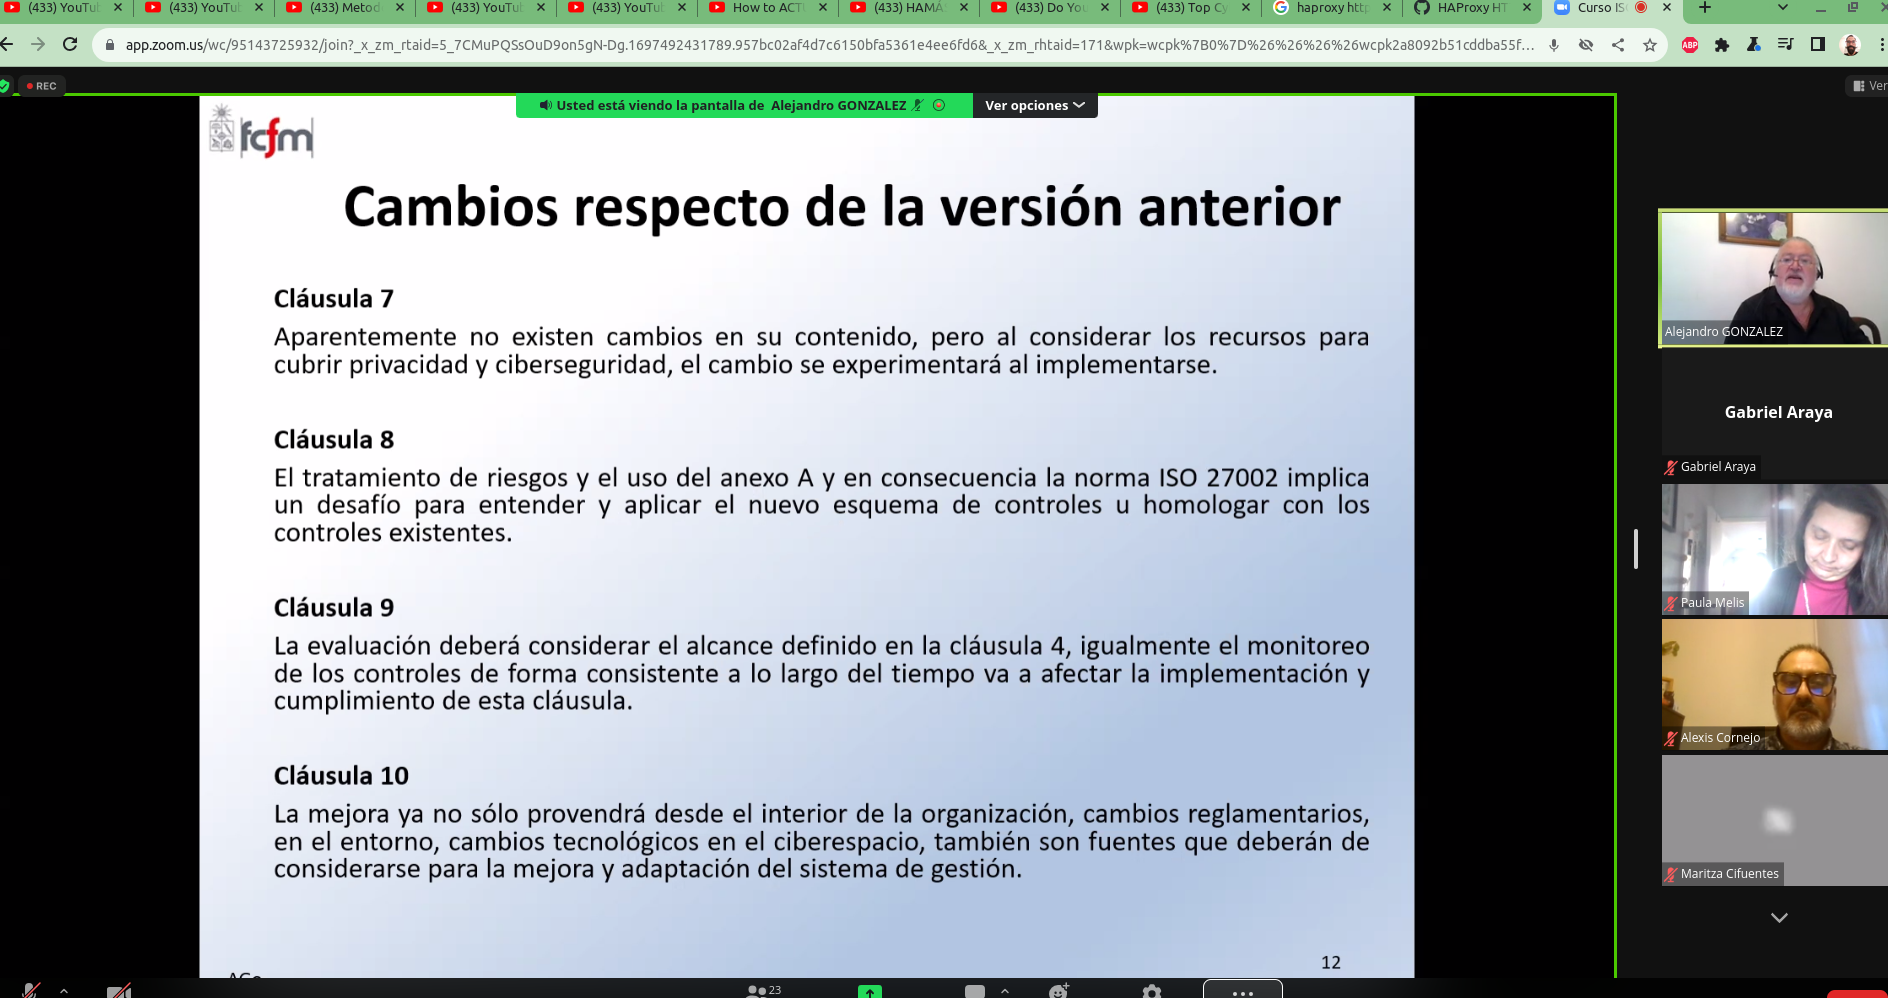 (433) YouTub
(433) YouTub
(433) Metod
(433) YouTub
(433) YouTub
How to ACTI
(433) HAMÁS
(433) Do You
(433) Top Cy
haproxy http
HAProxy HT
Curso IS
app.zoom.us/wc/95143725932/join?_x_zm_rtaid=5_7CMuPQSsOuD9on5gN-Dg.1697492431789.957bc02af4d7c6150bfa5361e4ee6fd6&_x_zm_rhtaid=171&wpk=wcpk%7B0%7D%26%26%26%26wcpk2a8092b51cddba55f...
ABP
REC
Ver
Usted está viendo la pantalla de Alejandro GONZALEZ
Ver opciones
fcfm
Cambios respecto de la versión anterior
Cláusula 7
Aparentemente no existen cambios en su contenido, pero al considerar los recursos para
cubrir privacidad y ciberseguridad, el cambio se experimentará al implementarse.
Cláusula 8
El tratamiento de riesgos y el uso del anexo A y en consecuencia la norma ISO 27002 implica
un desafío para entender y aplicar el nuevo esquema de controles u homologar con los
controles existentes.
Cláusula 9
La evaluación deberá considerar el alcance definido en la cláusula 4, igualmente el monitoreo
de los controles de forma consistente a lo largo del tiempo va a afectar la implementación y
cumplimiento de esta cláusula.
Cláusula 10
La mejora ya no sólo provendrá desde el interior de la organización, cambios reglamentarios,
en el entorno, cambios tecnológicos en el ciberespacio, también son fuentes que deberán de
considerarse para la mejora y adaptación del sistema de gestión.
12
Alejandro GONZALEZ
Gabriel Araya
Gabriel Araya
Paula Melis
Alexis Cornejo
Maritza Cifuentes
23